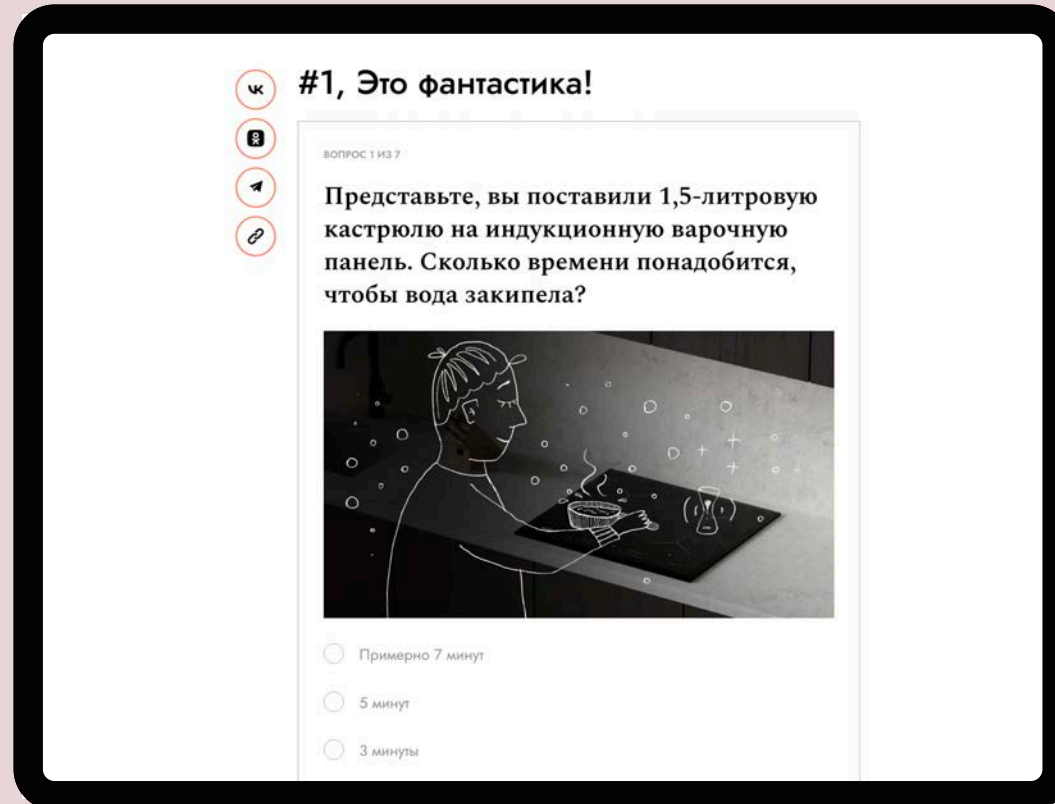 #1, Это фантастика!
ВОПРОС 1 ИЗ 7
Представьте, вы поставили 1,5-литровую
кастрюлю на индукционную варочную
панель. Сколько времени понадобится,
чтобы вода закипела?
Примерно 7 минут
5 минут
3 минуты